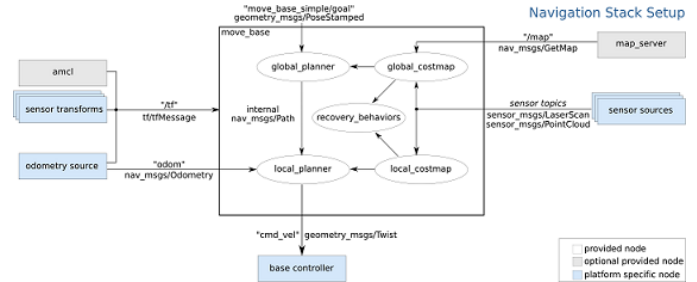 Navigation Stack Setup
"move_base_simple/goal"
geometry_msgs/PoseStamped
move_base
"/map"
nav_msgs/GetMap
map_server
amcl
global_planner
global_costmap
sensor transforms
"/tf"
tf/tfMessage
internal
nav_msgs/Path
recovery_behaviors
sensor topics
sensor_msgs/LaserScan
sensor_msgs/PointCloud
sensor sources
odometry source
"odom"
nav_msgs/Odometry
local_planner
local_costmap
"cmd_vel"
geometry_msgs/Twist
base controller
provided node
optional provided node
platform specific node